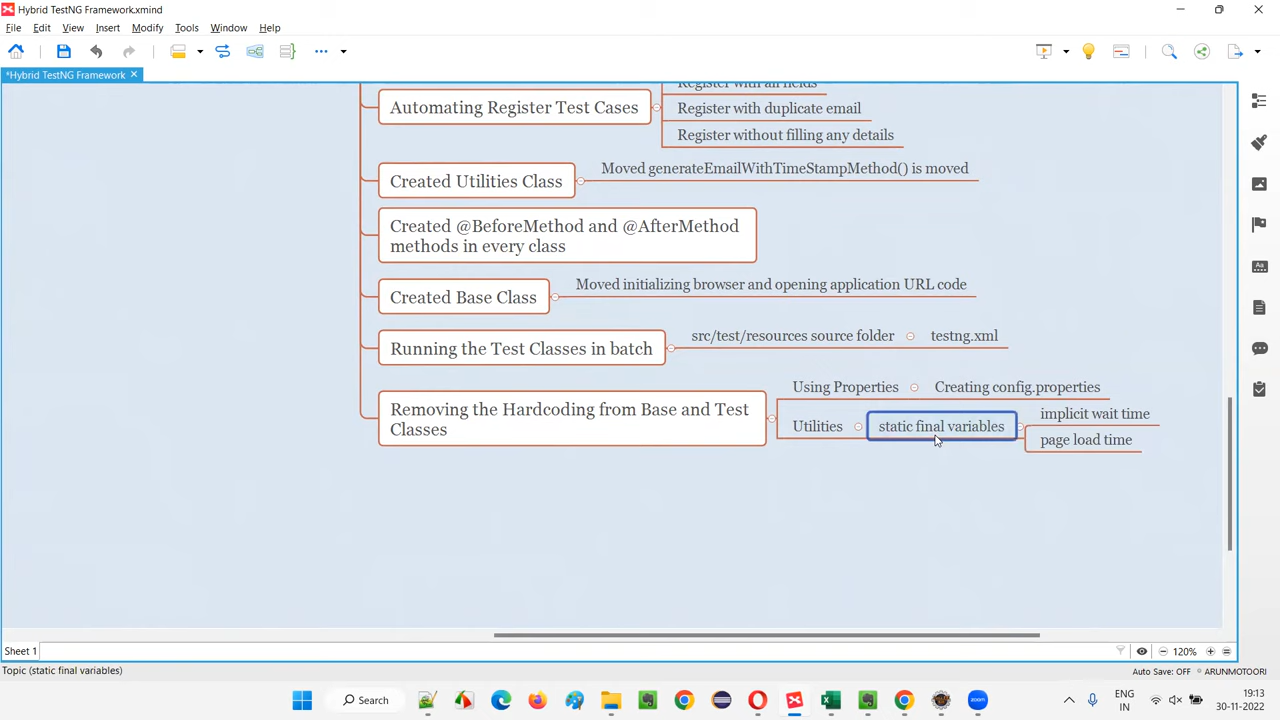 Hybrid TestNG Framework.xmind
File Edit View Insert Modify Tools Window Help
*Hybrid TestNG Framework
Register with all fields
Automating Register Test Cases
Register with duplicate email
Register without filling any details
Created Utilities Class
Moved generateEmailWithTimeStampMethod() is moved
Created @BeforeMethod and @AfterMethod
methods in every class
Created Base Class
Moved initializing browser and opening application URL code
Running the Test Classes in batch
src/test/resources source folder
testng.xml
Removing the Hardcoding from Base and Test
Classes
Using Properties
Creating config.properties
Utilities
static final variables
implicit wait time
page load time
Sheet 1
120%
Topic (static final variables)
Auto Save: OFF
ARUNMOTOORI
Search
ENG
IN
19:13
30-11-2022